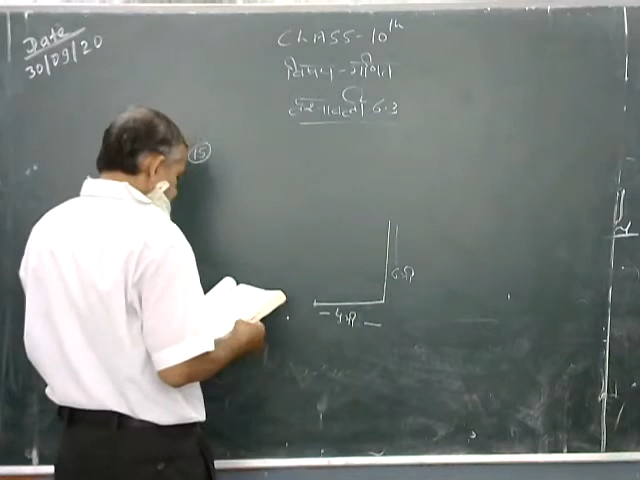 Date
30/09/20
CLASS-10th
विषय-गणित
प्रश्नावली 6.3
15
6मी
4मी